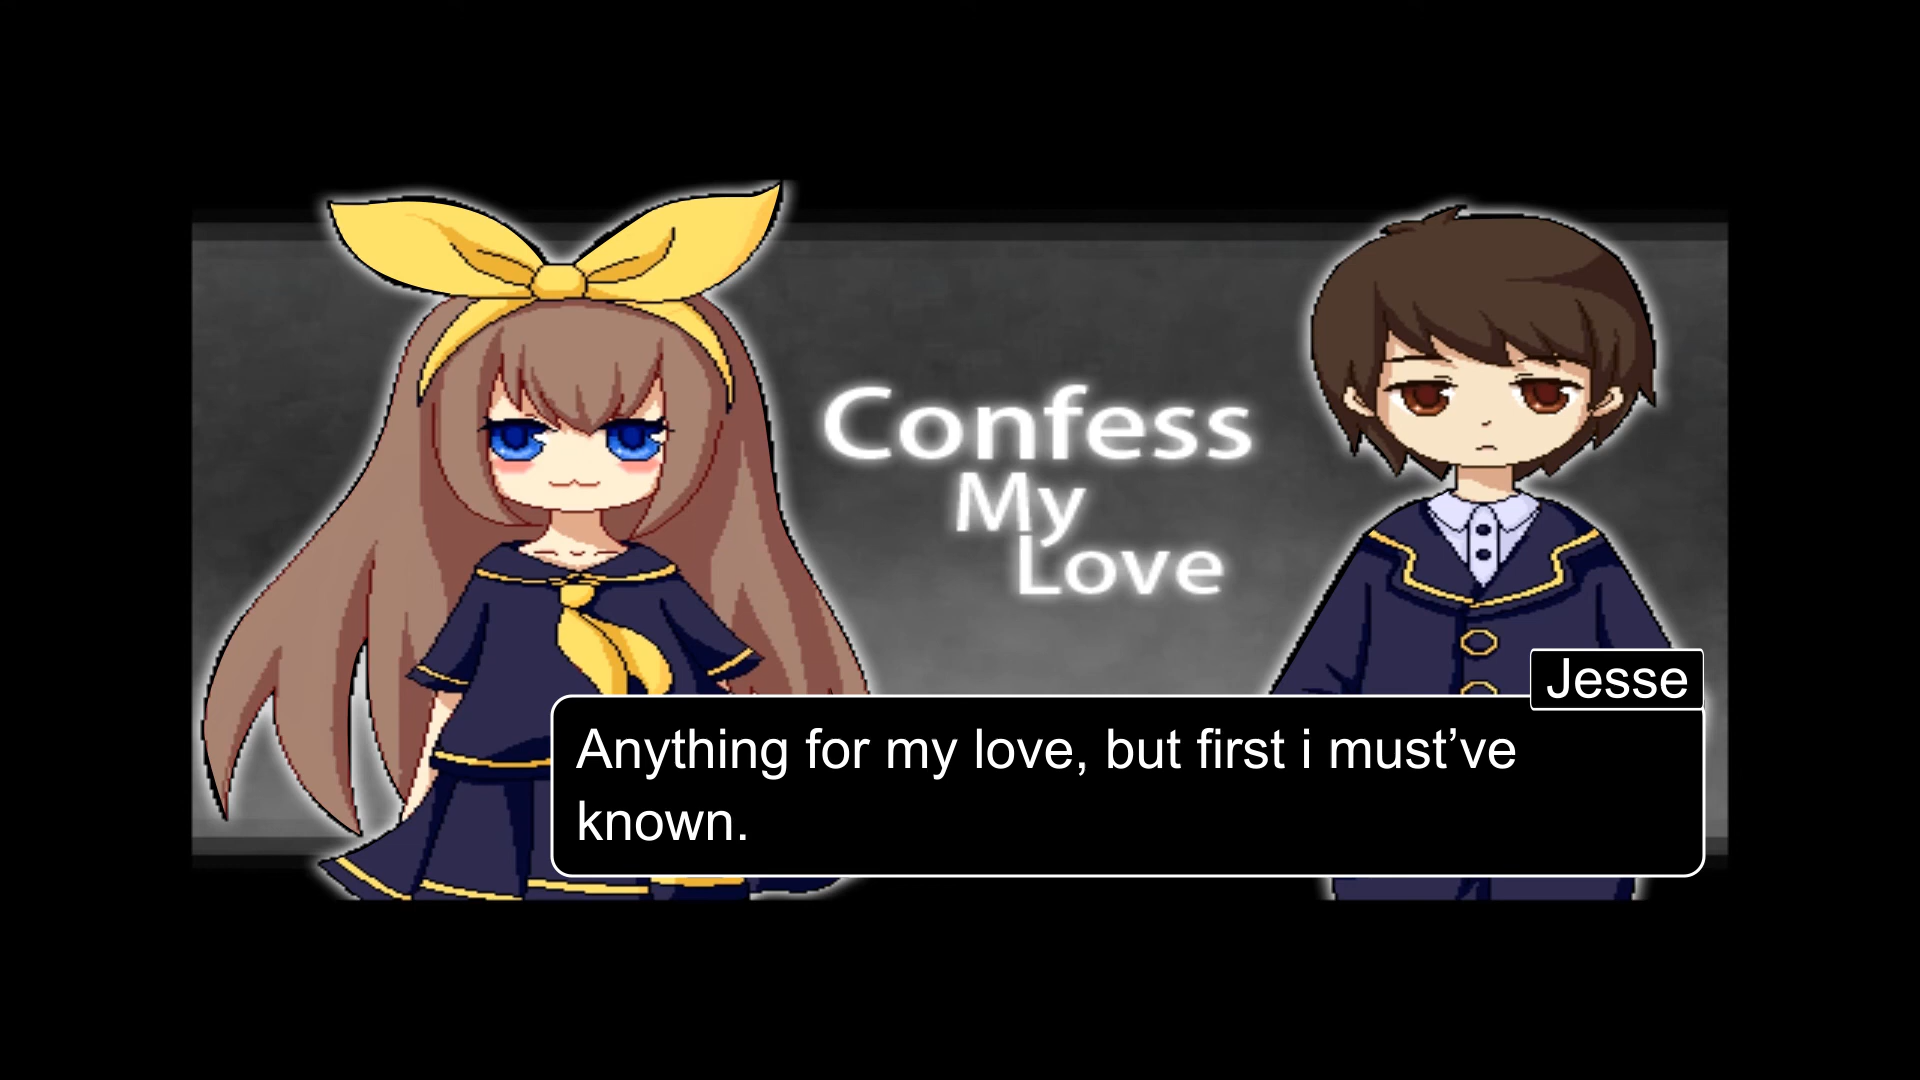 Confess
My
Love
Jesse
Anything for my love, but first i must’ve
known.